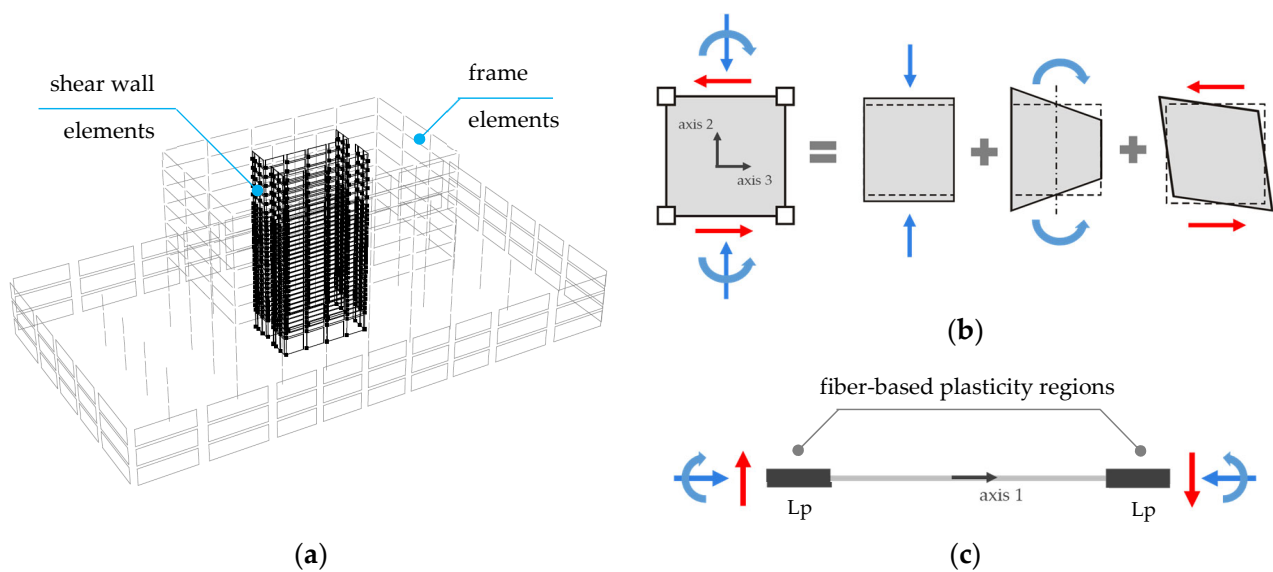 shear wall
elements
frame
elements
(a)
axis 2
axis 3
(b)
fiber-based plasticity regions
axis 1
Lp
Lp
(c)